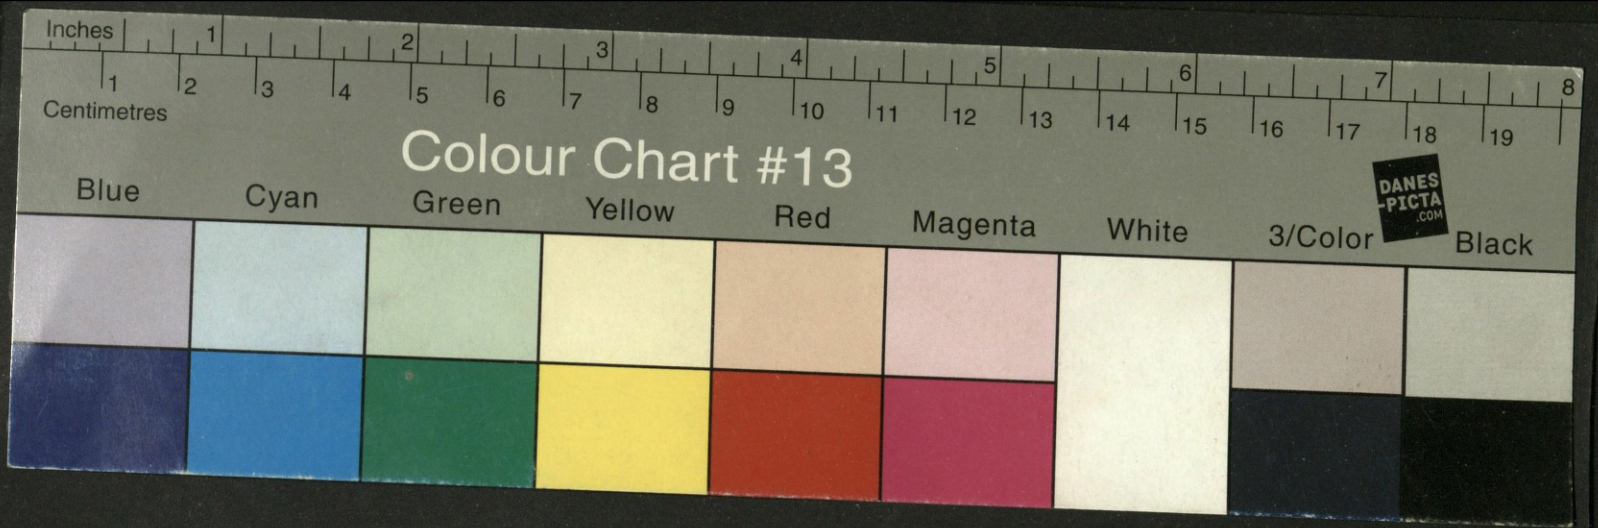 Inches 1 2 3 4 5 6 7 8
1 2 3 4 5 6 7 8 9 10 11 12 13 14 15 16 17 18 19
Centimetres
Colour Chart #13
DANES
-PICTA
.COM
Blue Cyan Green Yellow Red Magenta White 3/Color Black